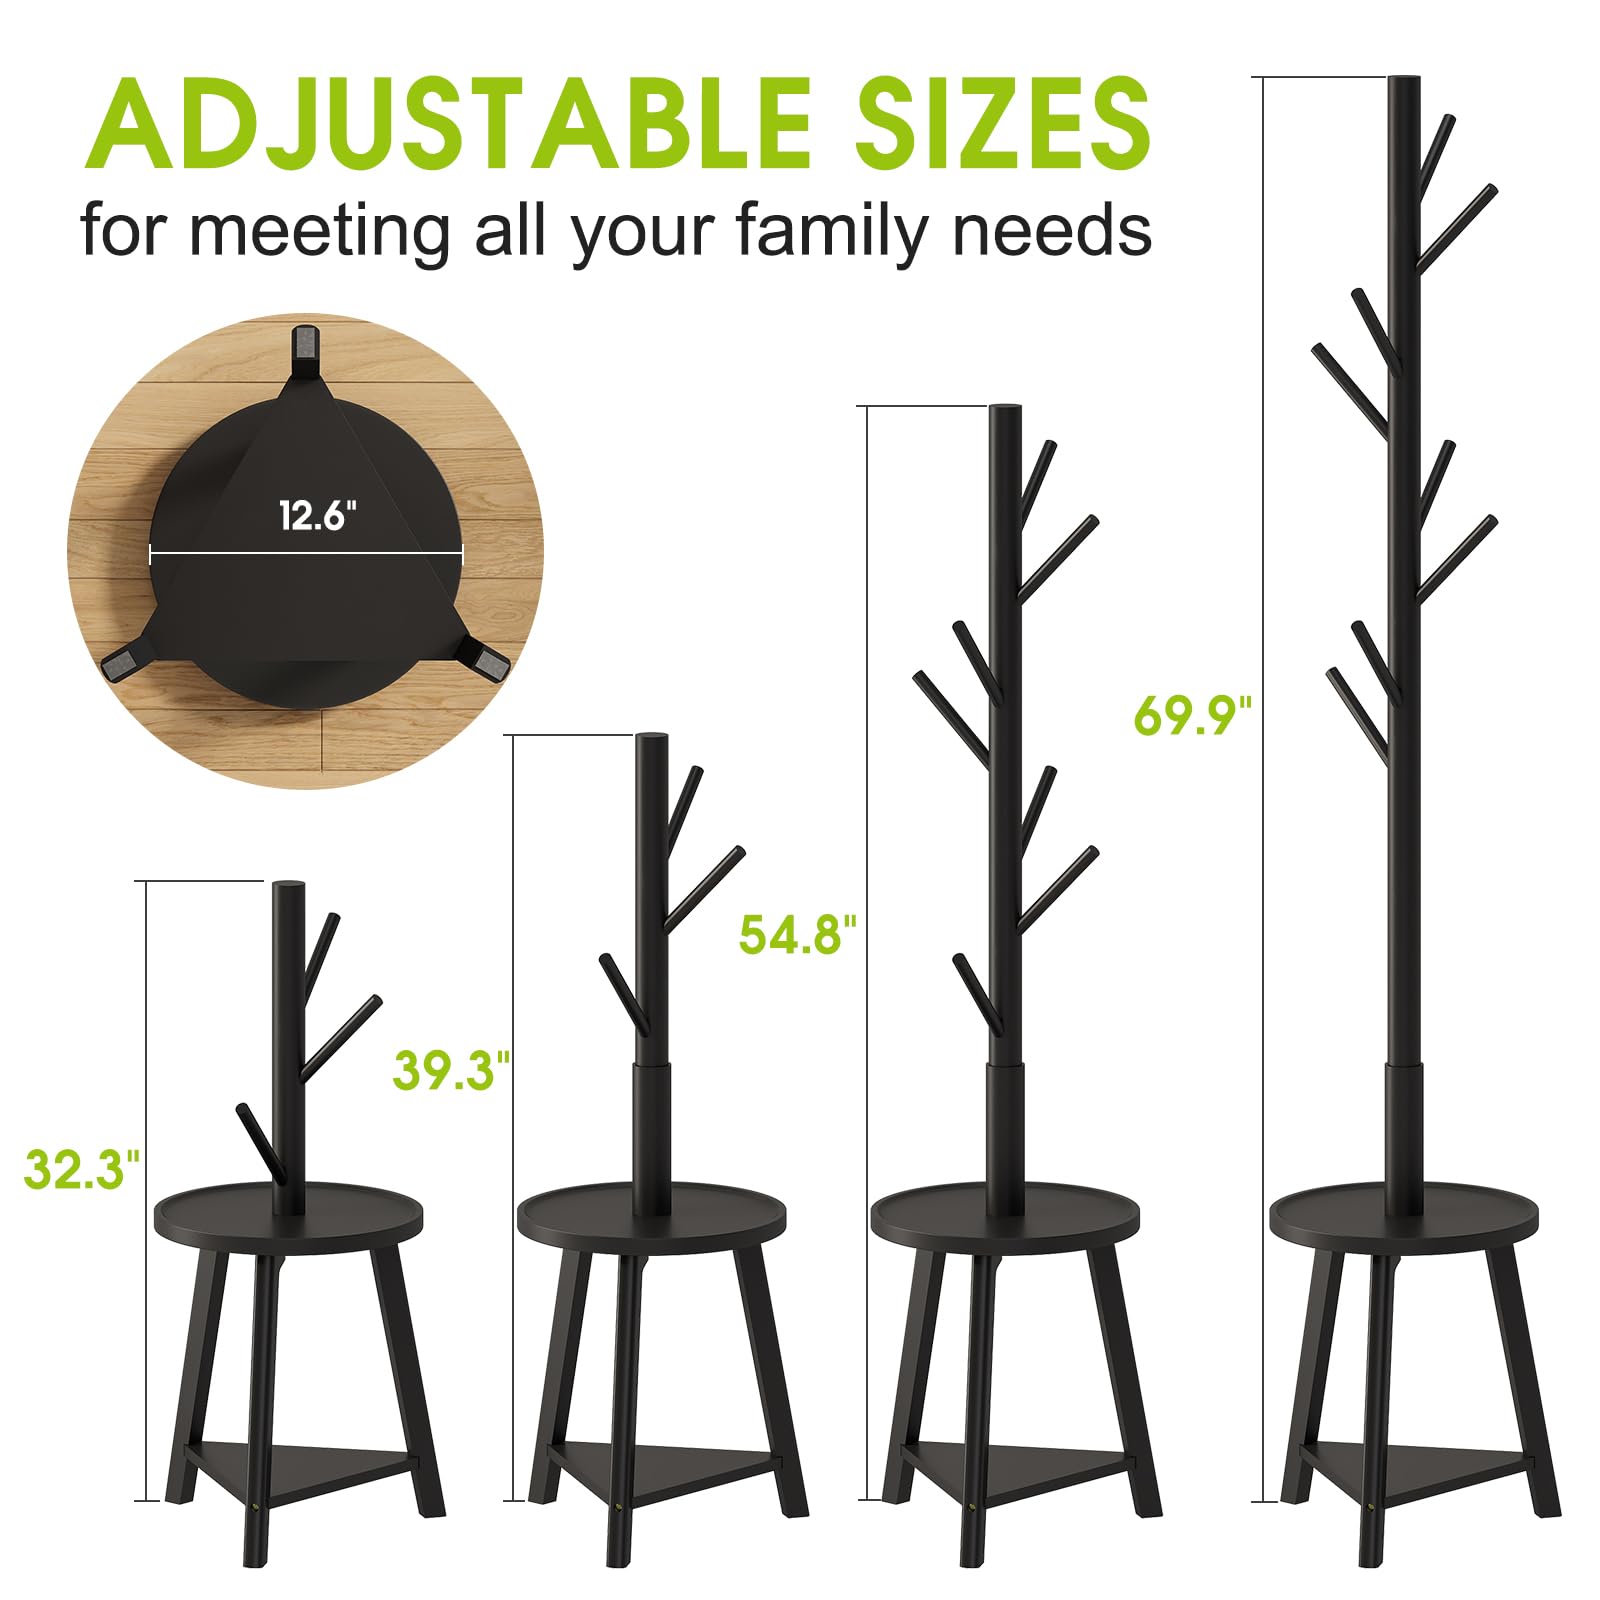 ADJUSTABLE SIZES
for meeting all your family needs
12.6"
32.3"
39.3"
54.8"
69.9"